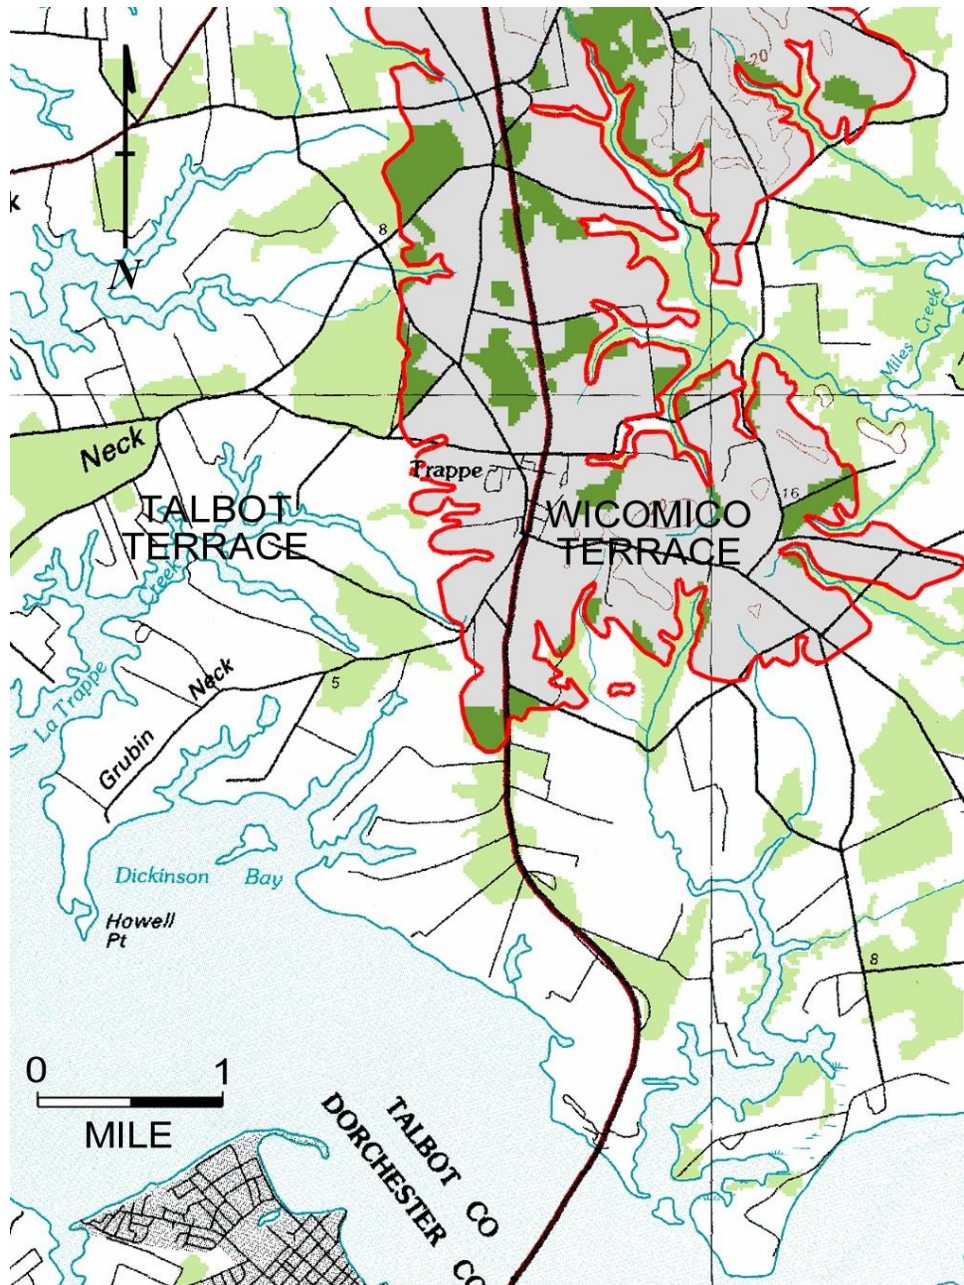 20
k
N
8
Miles Creek
Neck
Trappe
16
TALBOT
TERRACE
WICOMICO
TERRACE
La Trappe Creek
Neck
Grubin
5
Dickinson Bay
Howell
Pt
8
0 1
MILE
TALBOT CO
DORCHESTER CO